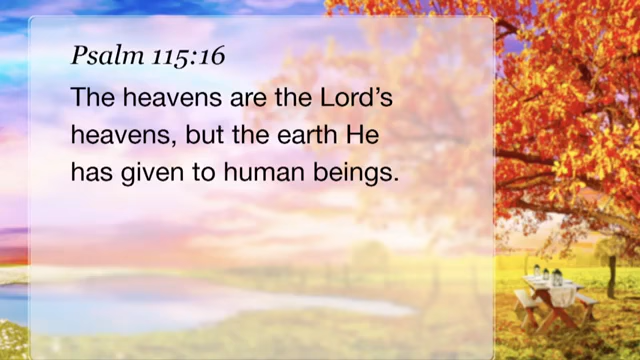 Psalm 115:16
The heavens are the Lord’s
heavens, but the earth He
has given to human beings.